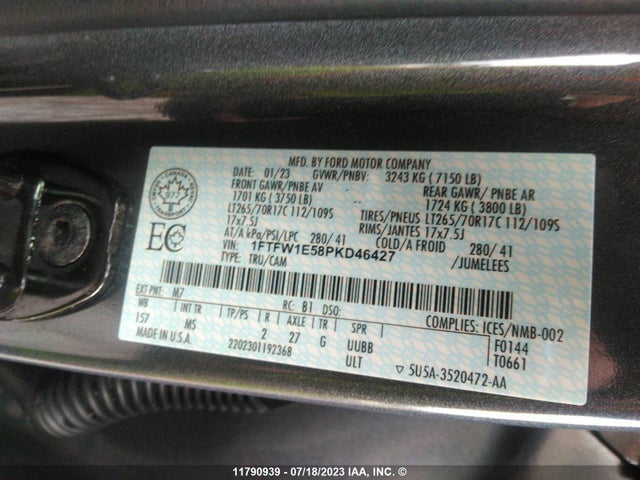 MFD. BY FORD MOTOR COMPANY
DATE: 01/23 GVWR/PNBV: 3243 KG ( 7150 LB)
FRONT GAWR/PNBE AV REAR GAWR/ PNBE AR
1701 KG ( 3750 LB) 1724 KG ( 3800 LB)
LT265/70R17C 112/109S TIRES/PNEUS LT265/70R17C 112/109S
17x7.5J RIMS/JANTES 17x7.5J
AT/A kPa/PSI/LPC 280/ 41 COLD/A FROID 280/ 41
VIN: 1FTFW1E58PKD46427 /JUMELEES
TYPE: TRU/CAM
CANADA
TRANSPORT
EC
EXT PNT: M7 RC: B1 DSO: COMPLIES: ICES/NMB-002
WB TP/PS R AXLE TR SPR F0144
157 MS 2 27 G UUBB T0661
MADE IN U.S.A. 2202301192368 ULT ▽ 5U5A-3520472-AA
11790939 - 07/18/2023 IAA, INC. ©